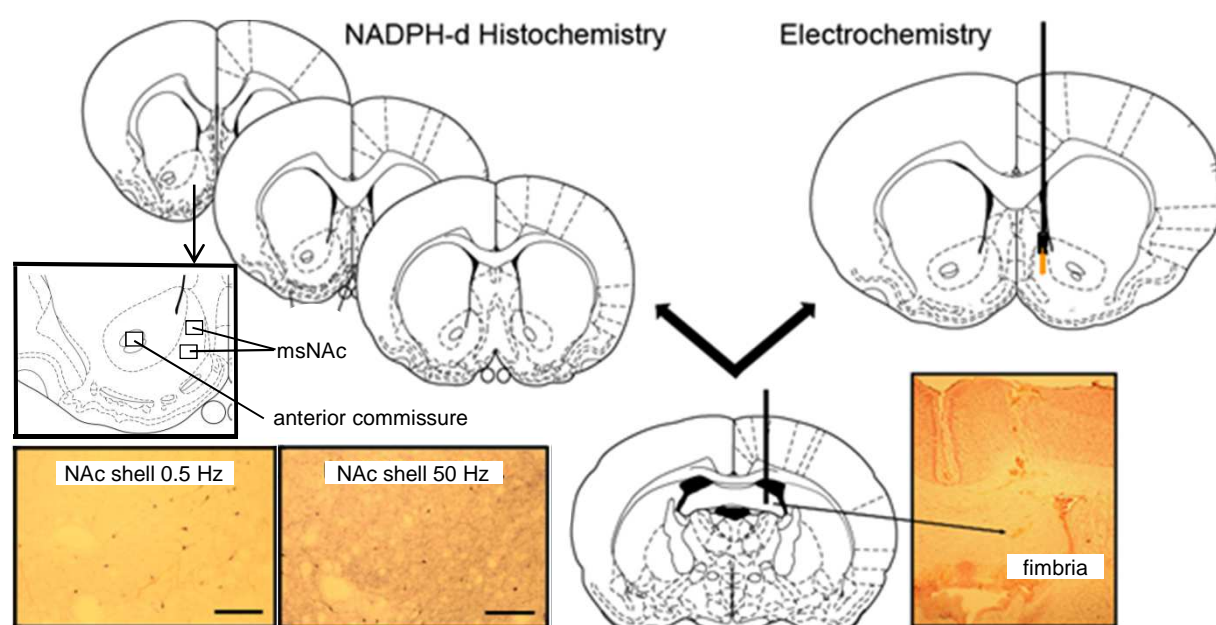 NADPH-d Histochemistry
Electrochemistry
msNAc
anterior commissure
NAc shell 0.5 Hz
NAc shell 50 Hz
fimbria